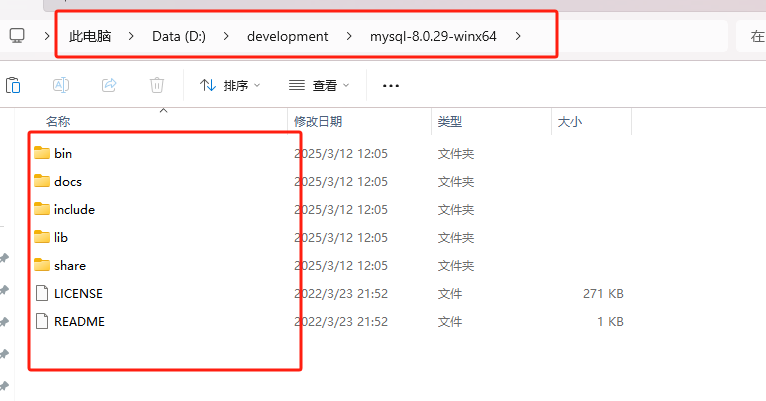 此电脑 > Data (D:) > development > mysql-8.0.29-winx64 > 在
排序 查看 ...
名称 修改日期 类型 大小
bin 2025/3/12 12:05 文件夹
docs 2025/3/12 12:05 文件夹
include 2025/3/12 12:05 文件夹
lib 2025/3/12 12:05 文件夹
share 2025/3/12 12:05 文件夹
LICENSE 2022/3/23 21:52 文件 271 KB
README 2022/3/23 21:52 文件 1 KB